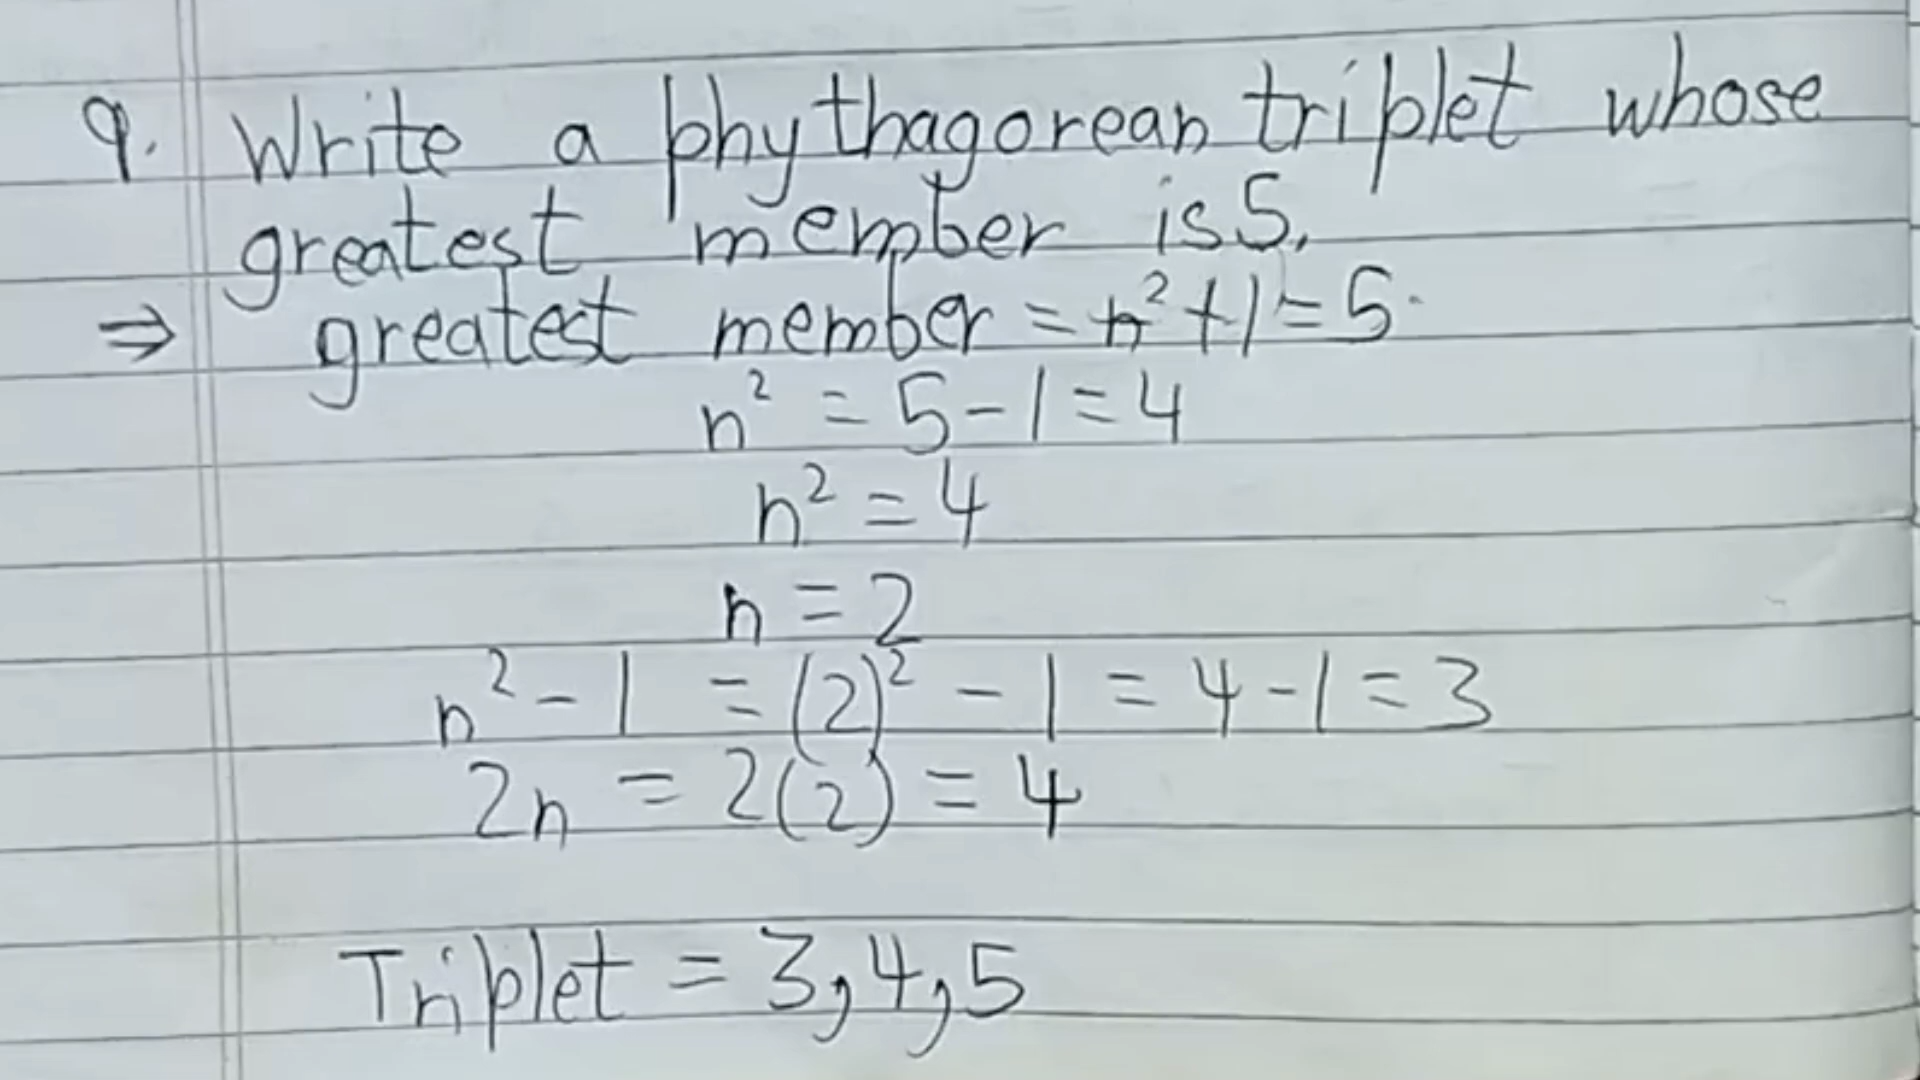 9. Write a phythagorean triplet whose
greatest member is 5.
⇒ greatest member = n² + 1 = 5.
n² = 5 - 1 = 4
n² = 4
n = 2
n² - 1 = (2)² - 1 = 4 - 1 = 3
2n = 2(2) = 4
Triplet = 3, 4, 5